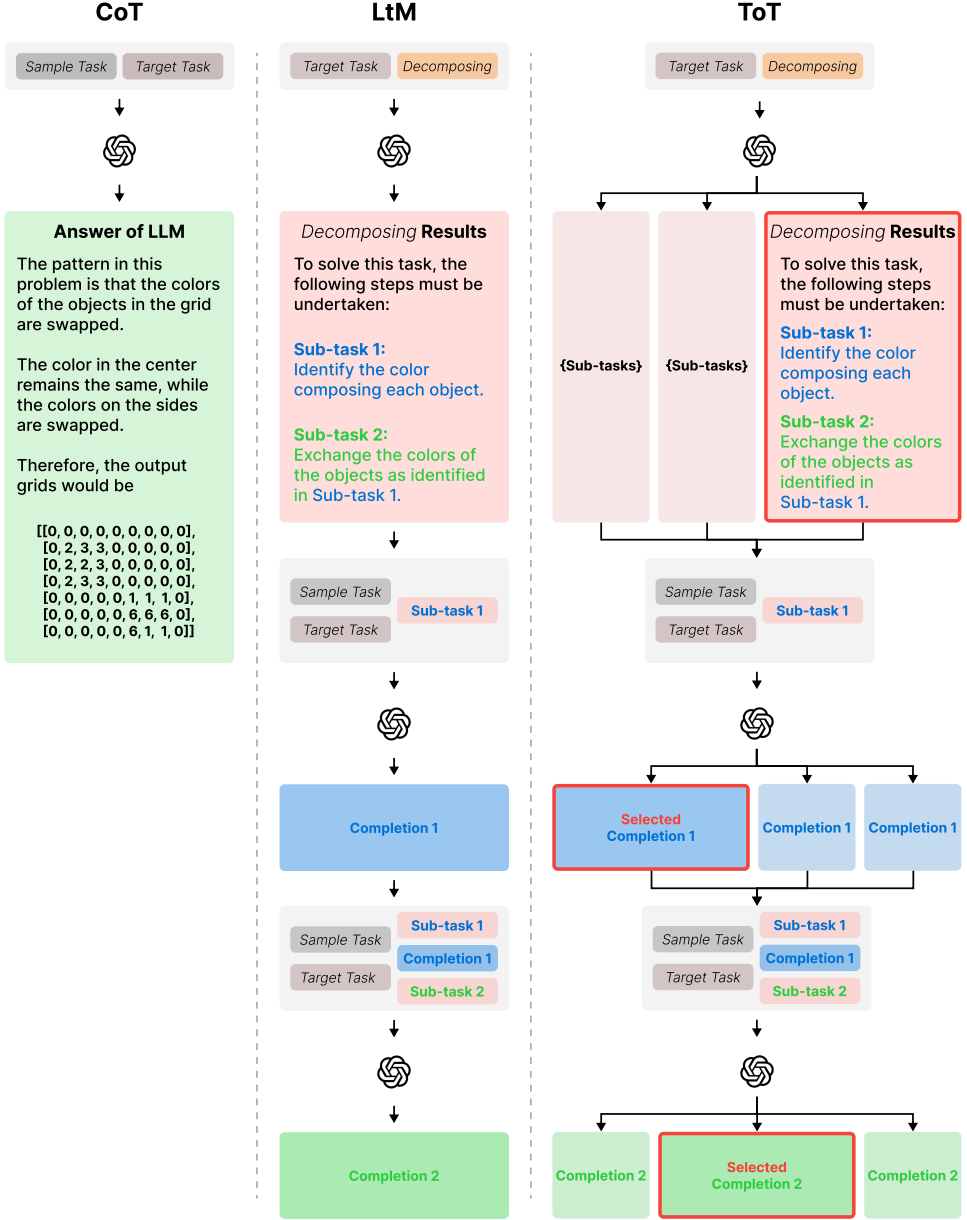 CoT
Sample Task
Target Task
Answer of LLM
The pattern in this
problem is that the colors
of the objects in the grid
are swapped.
The color in the center
remains the same, while
the colors on the sides
are swapped.
Therefore, the output
grids would be
[[0, 0, 0, 0, 0, 0, 0, 0, 0],
[0, 2, 3, 3, 0, 0, 0, 0, 0],
[0, 2, 2, 3, 0, 0, 0, 0, 0],
[0, 2, 3, 3, 0, 0, 0, 0, 0],
[0, 0, 0, 0, 0, 1, 1, 1, 0],
[0, 0, 0, 0, 0, 6, 6, 6, 0],
[0, 0, 0, 0, 0, 6, 1, 1, 0]]
LtM
Target Task
Decomposing
Decomposing Results
To solve this task, the
following steps must be
undertaken:
Sub-task 1:
Identify the color
composing each object.
Sub-task 2:
Exchange the colors of
the objects as identified
in Sub-task 1.
Sample Task
Target Task
Sub-task 1
Completion 1
Sample Task
Target Task
Sub-task 1
Completion 1
Sub-task 2
Completion 2
ToT
Target Task
Decomposing
{Sub-tasks}
{Sub-tasks}
Decomposing Results
To solve this task,
the following steps
must be undertaken:
Sub-task 1:
Identify the color
composing each
object.
Sub-task 2:
Exchange the colors
of the objects as
identified in
Sub-task 1.
Sample Task
Target Task
Sub-task 1
Selected
Completion 1
Completion 1
Completion 1
Sample Task
Target Task
Sub-task 1
Completion 1
Sub-task 2
Completion 2
Selected
Completion 2
Completion 2